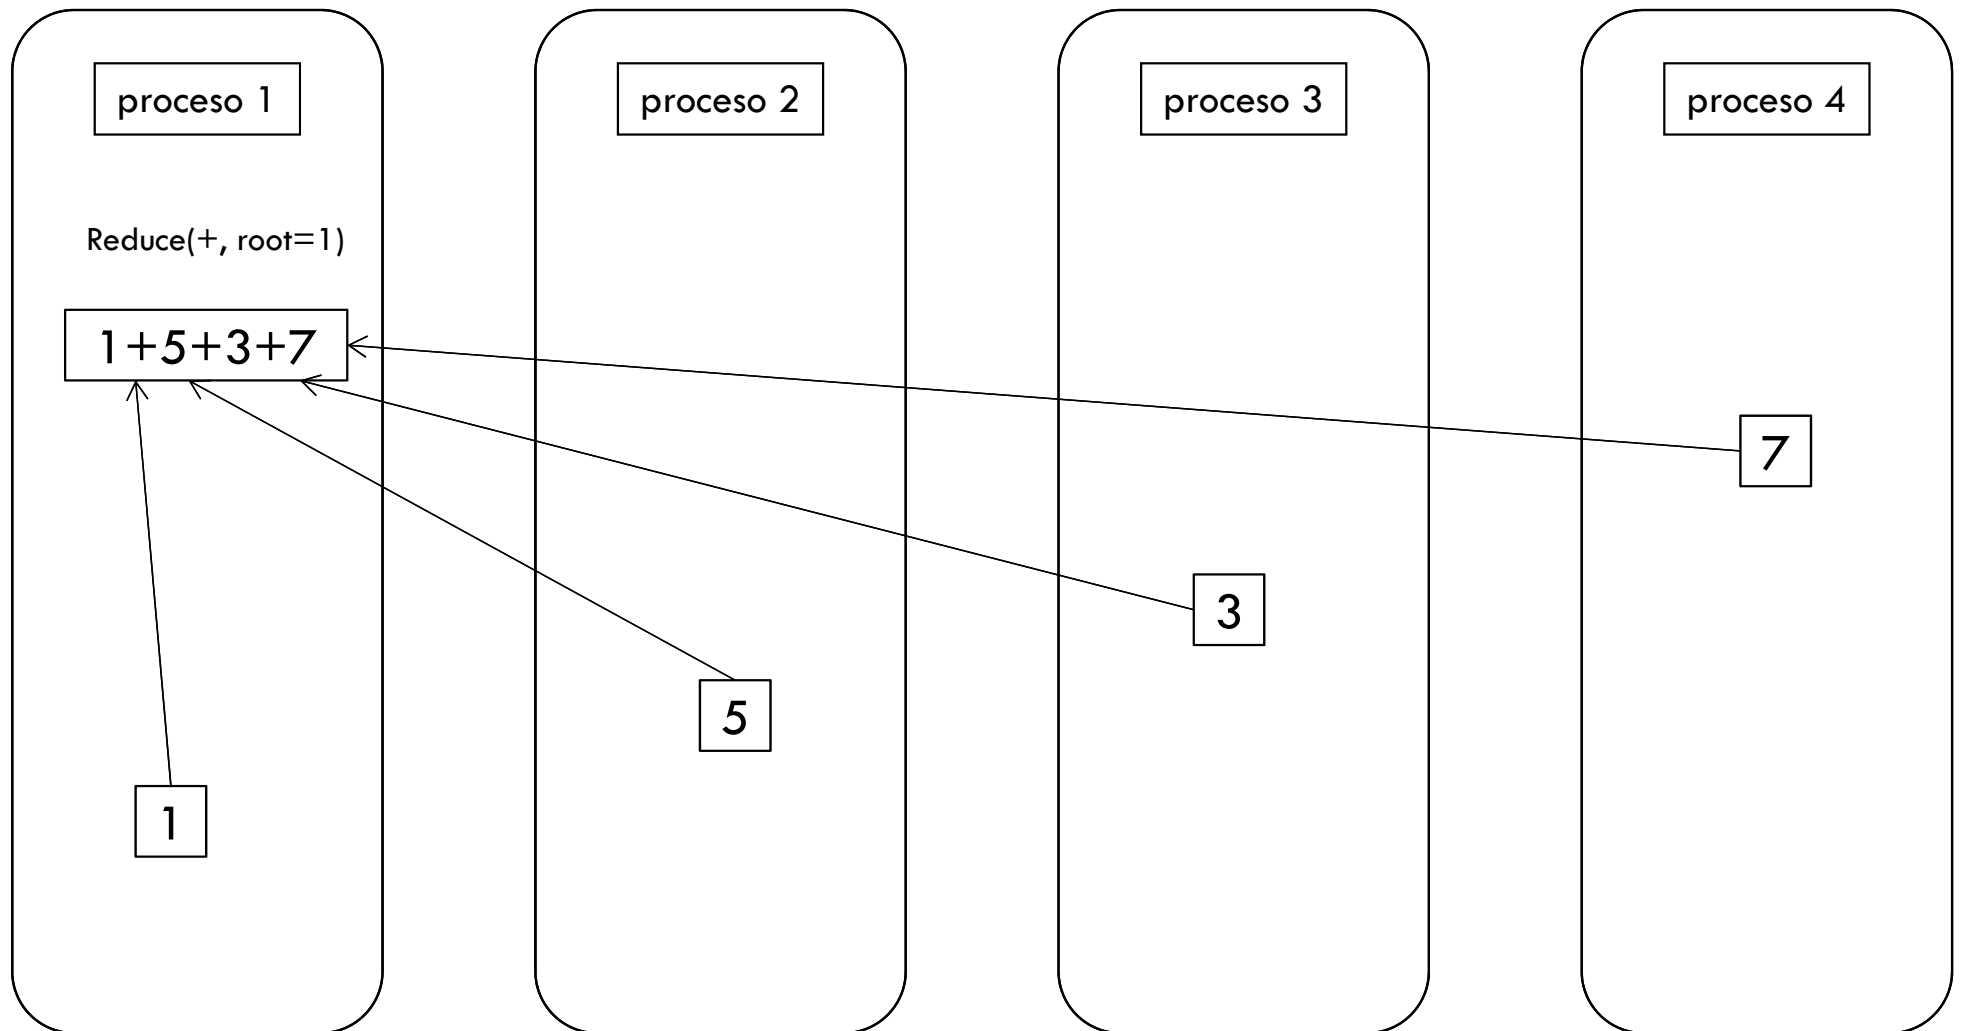 proceso 1
proceso 2
proceso 3
proceso 4
Reduce(+, root=1)
1+5+3+7
7
3
5
1